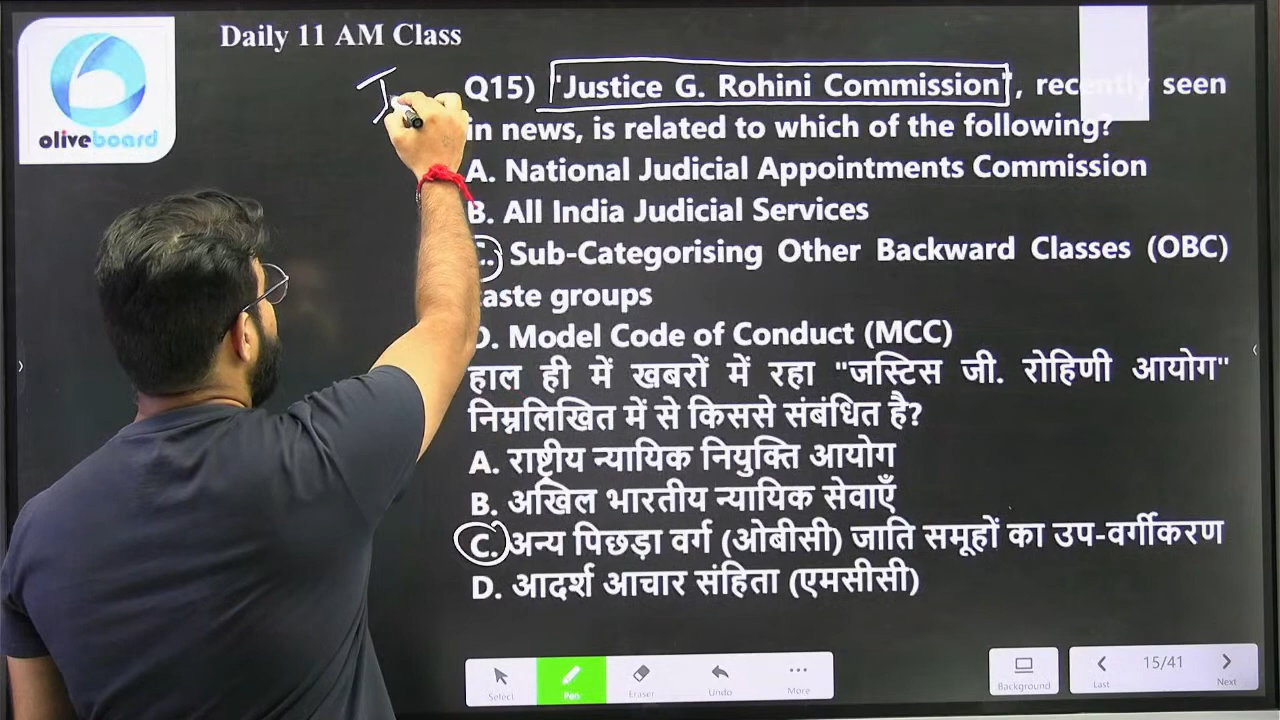 Daily 11 AM Class
oliveboard
Q15) "Justice G. Rohini Commission", recently seen
in news, is related to which of the following?
A. National Judicial Appointments Commission
B. All India Judicial Services
C. Sub-Categorising Other Backward Classes (OBC)
caste groups
D. Model Code of Conduct (MCC)
हाल ही में खबरों में रहा "जस्टिस जी. रोहिणी आयोग"
निम्नलिखित में से किससे संबंधित है?
A. राष्ट्रीय न्यायिक नियुक्ति आयोग
B. अखिल भारतीय न्यायिक सेवाएँ
C. अन्य पिछड़ा वर्ग (ओबीसी) जाति समूहों का उप-वर्गीकरण
D. आदर्श आचार संहिता (एमसीसी)
Select Pen Eraser Undo More
Background
15/41
Last Next